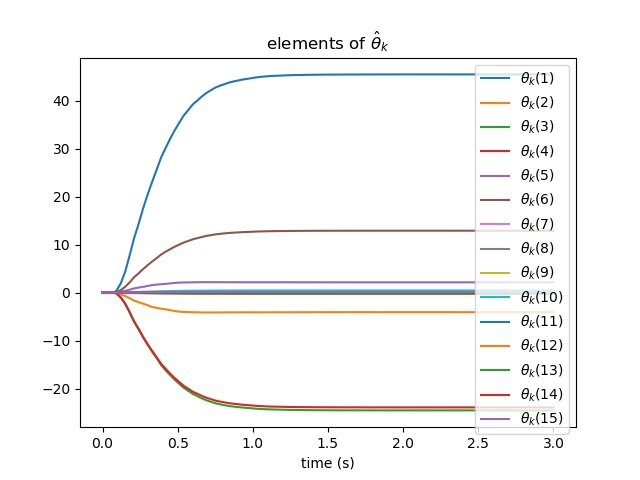 elements of θ̂ₖ
40
30
20
10
0
−10
−20
0.0 0.5 1.0 1.5 2.0 2.5 3.0
time (s)
θₖ(1)
θₖ(2)
θₖ(3)
θₖ(4)
θₖ(5)
θₖ(6)
θₖ(7)
θₖ(8)
θₖ(9)
θₖ(10)
θₖ(11)
θₖ(12)
θₖ(13)
θₖ(14)
θₖ(15)